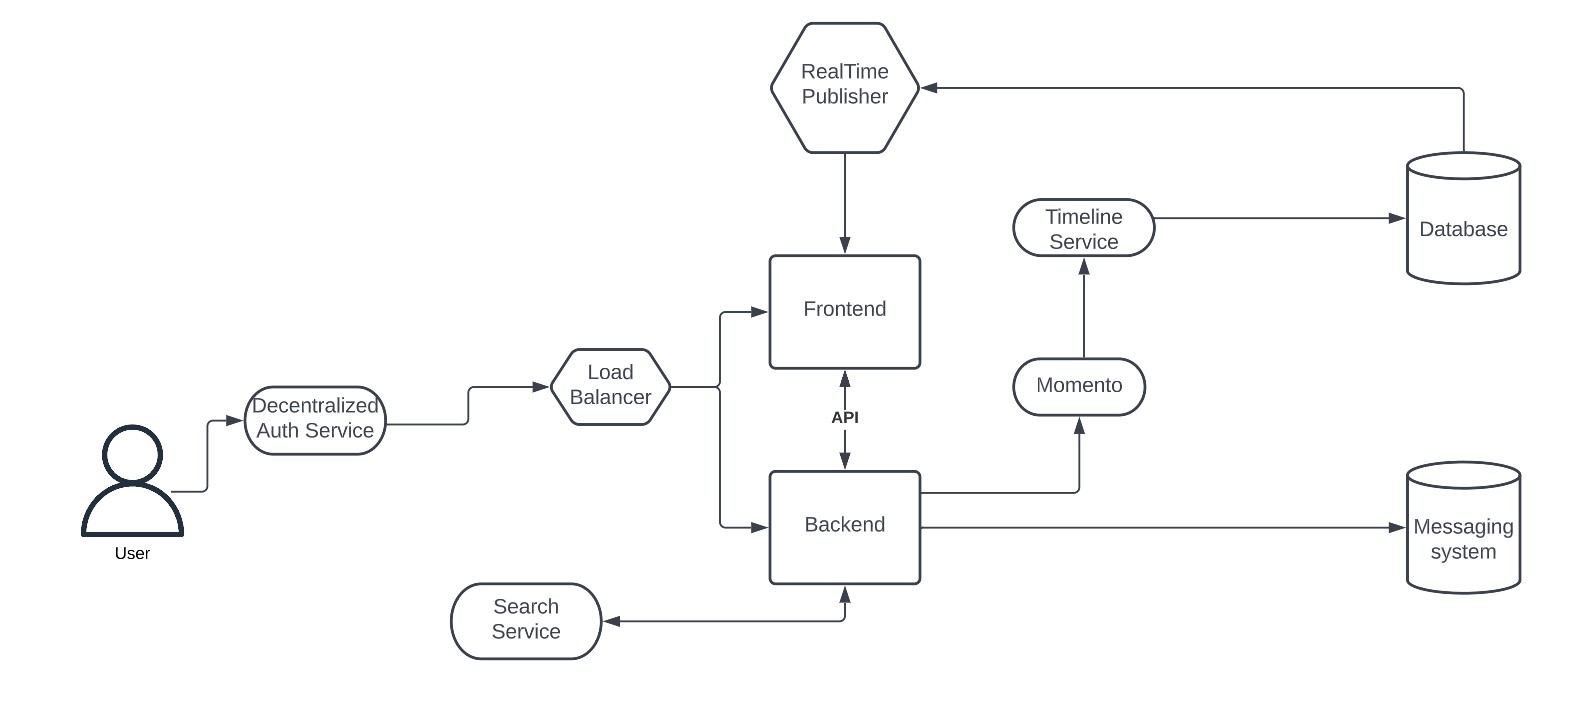 RealTime
Publisher
Timeline
Service
Database
Frontend
Load
Balancer
Momento
Decentralized
Auth Service
API
User
Backend
Messaging
system
Search
Service